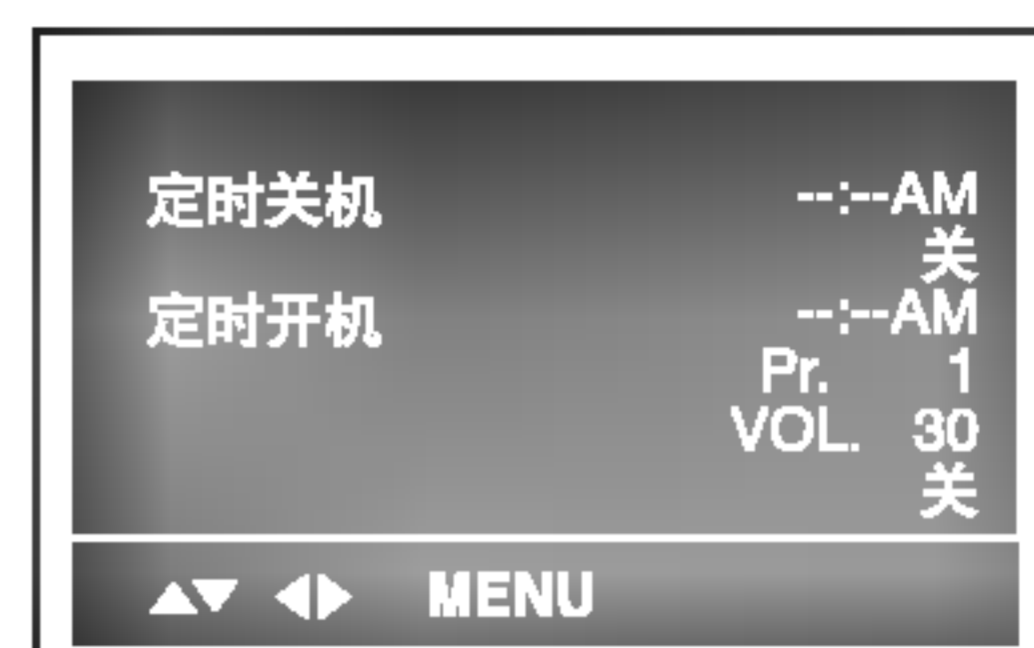 定时关机 --:--AM
关
定时开机 --:--AM
Pr. 1
VOL. 30
关
▲▼ ◀▶ MENU